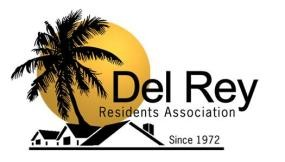 Del Rey
Residents Association
Since 1972